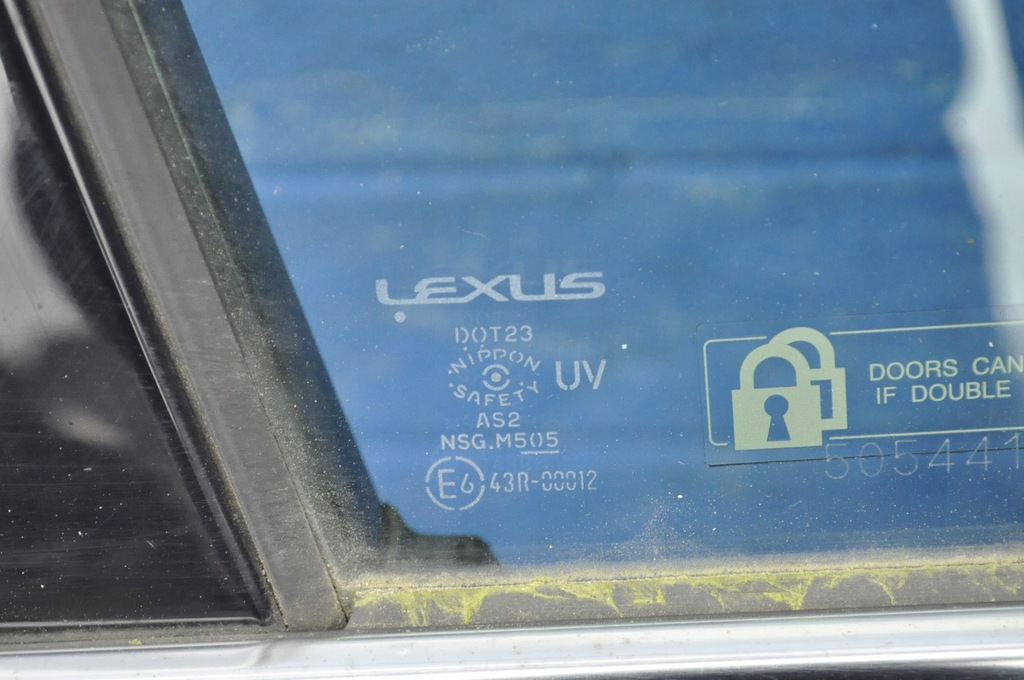 LEXUS
DOT23
NIPPON SAFETY
UV
AS2
NSG.M505
E6 43R-00012
DOORS CAN
IF DOUBLE
505441